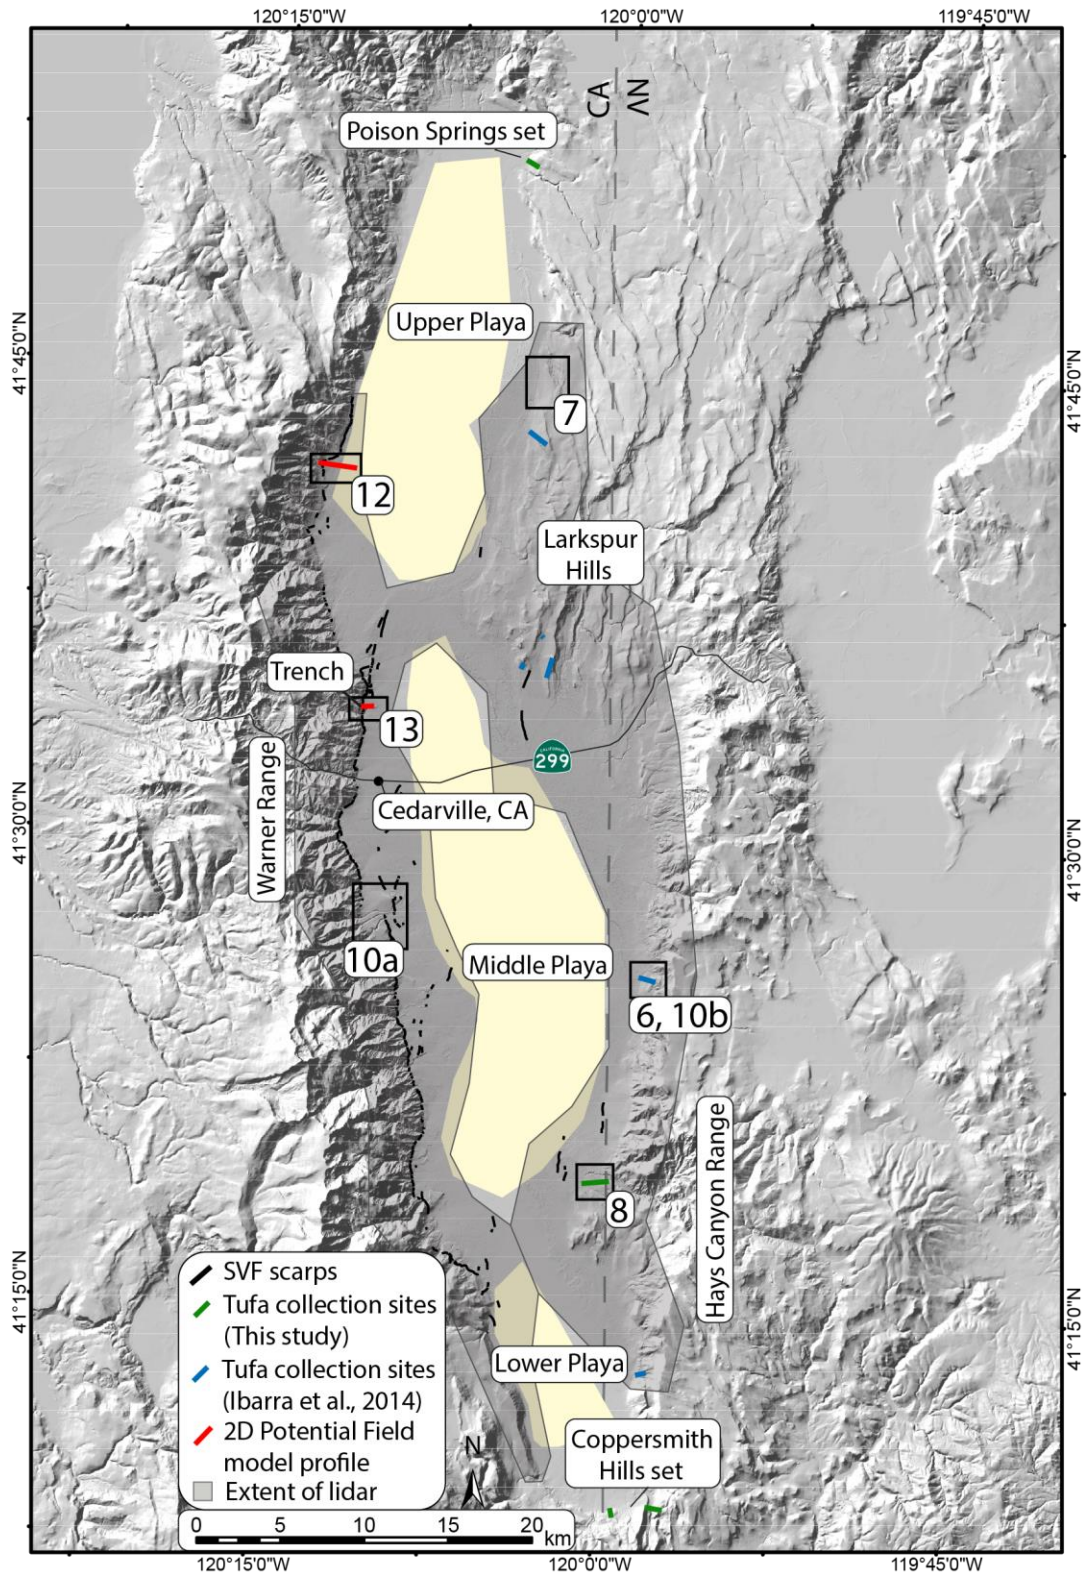 120°15'0"W
120°0'0"W
119°45'0"W
CA
NV
Poison Springs set
Upper Playa
41°45'0"N
41°45'0"N
7
12
Larkspur
Hills
Trench
13
CALIFORNIA
299
Cedarville, CA
Warner Range
41°30'0"N
41°30'0"N
10a
Middle Playa
6, 10b
Hays Canyon Range
8
41°15'0"N
41°15'0"N
SVF scarps
Tufa collection sites
(This study)
Tufa collection sites
(Ibarra et al., 2014)
2D Potential Field
model profile
Extent of lidar
Lower Playa
Coppersmith
Hills set
N
0 5 10 15 20 km
120°15'0"W
120°0'0"W
119°45'0"W